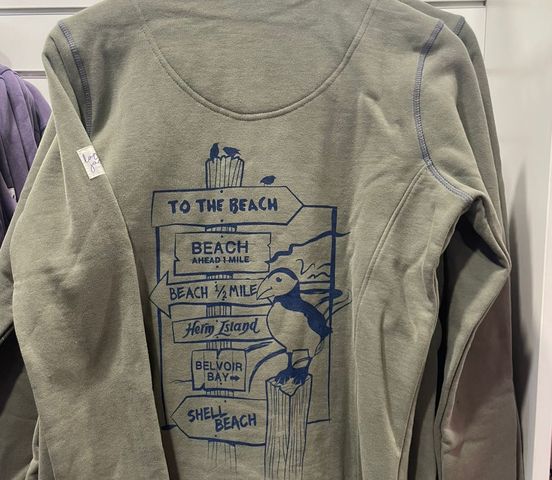 TO THE BEACH
BEACH
AHEAD 1 MILE
BEACH 1/2 MILE
Herm Island
BELVOIR
BAY➡
SHELL
BEACH